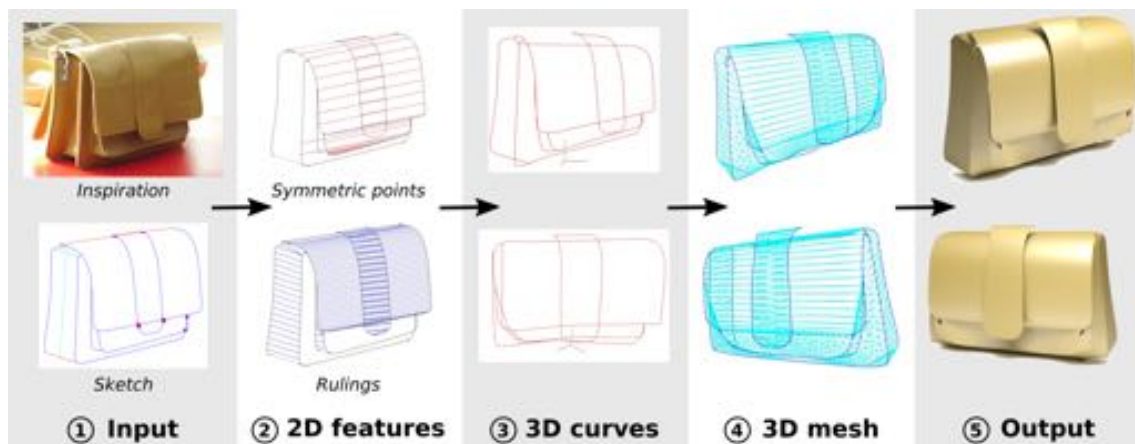 Inspiration
Symmetric points
Sketch
Rulings
① Input
② 2D features
③ 3D curves
④ 3D mesh
⑤ Output